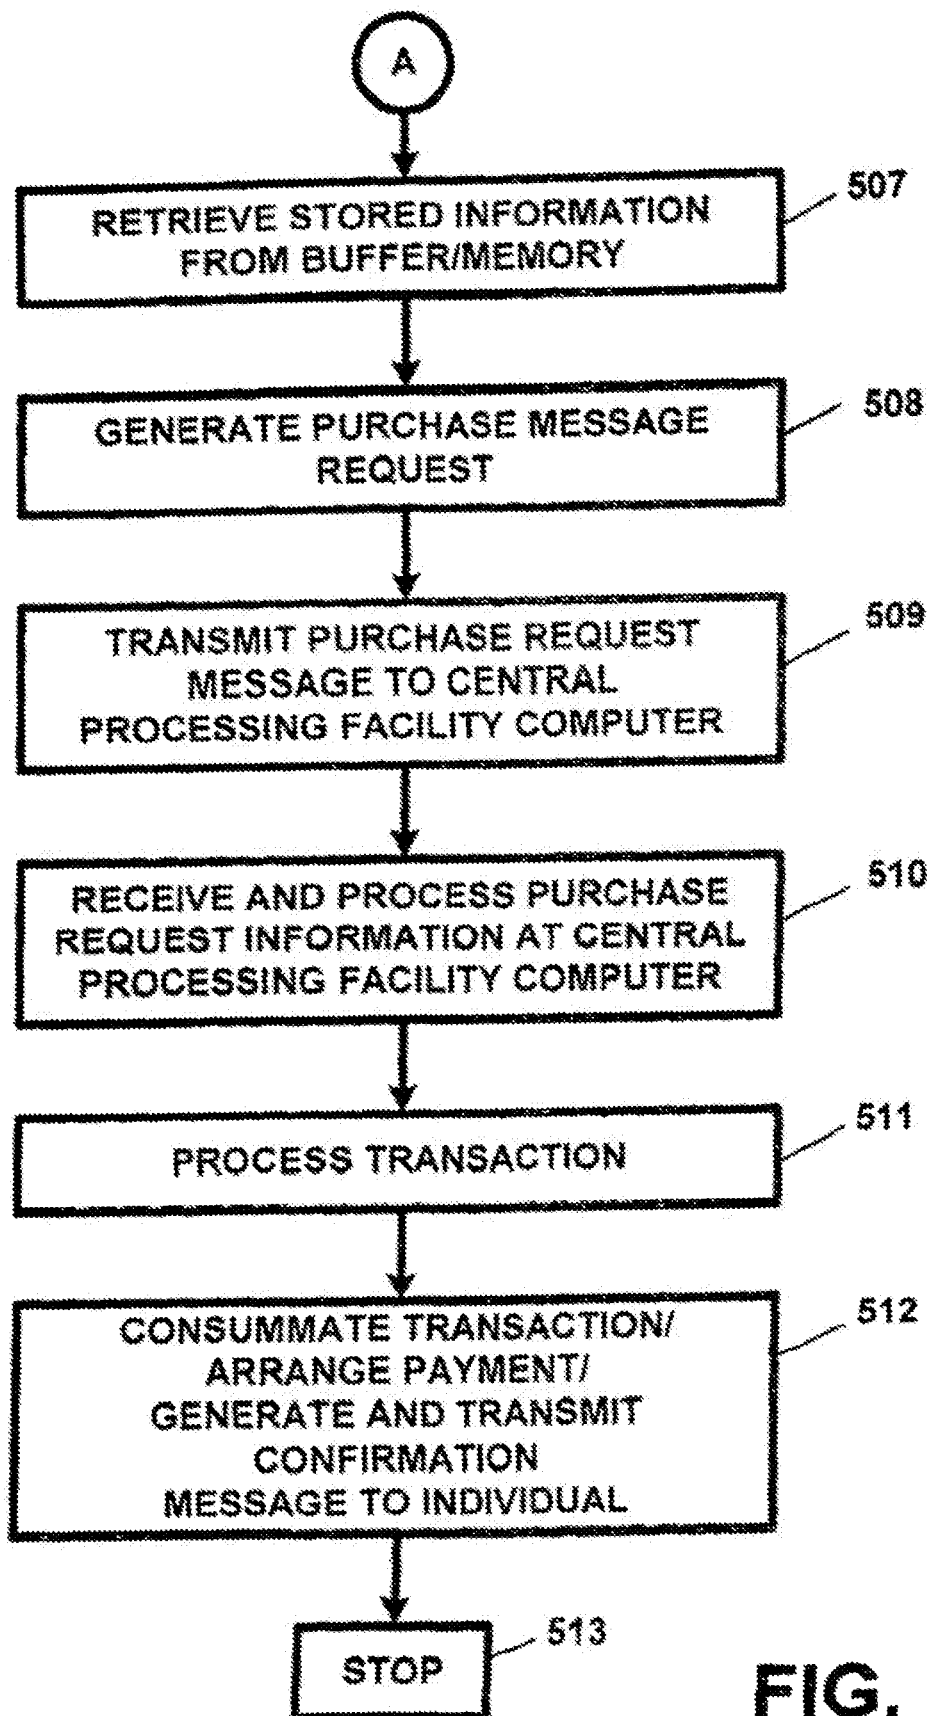 A
RETRIEVE STORED INFORMATION
FROM BUFFER/MEMORY
507
GENERATE PURCHASE MESSAGE
REQUEST
508
TRANSMIT PURCHASE REQUEST
MESSAGE TO CENTRAL
PROCESSING FACILITY COMPUTER
509
RECEIVE AND PROCESS PURCHASE
REQUEST INFORMATION AT CENTRAL
PROCESSING FACILITY COMPUTER
510
PROCESS TRANSACTION
511
CONSUMMATE TRANSACTION/
ARRANGE PAYMENT/
GENERATE AND TRANSMIT
CONFIRMATION
MESSAGE TO INDIVIDUAL
512
STOP
513
FIG.